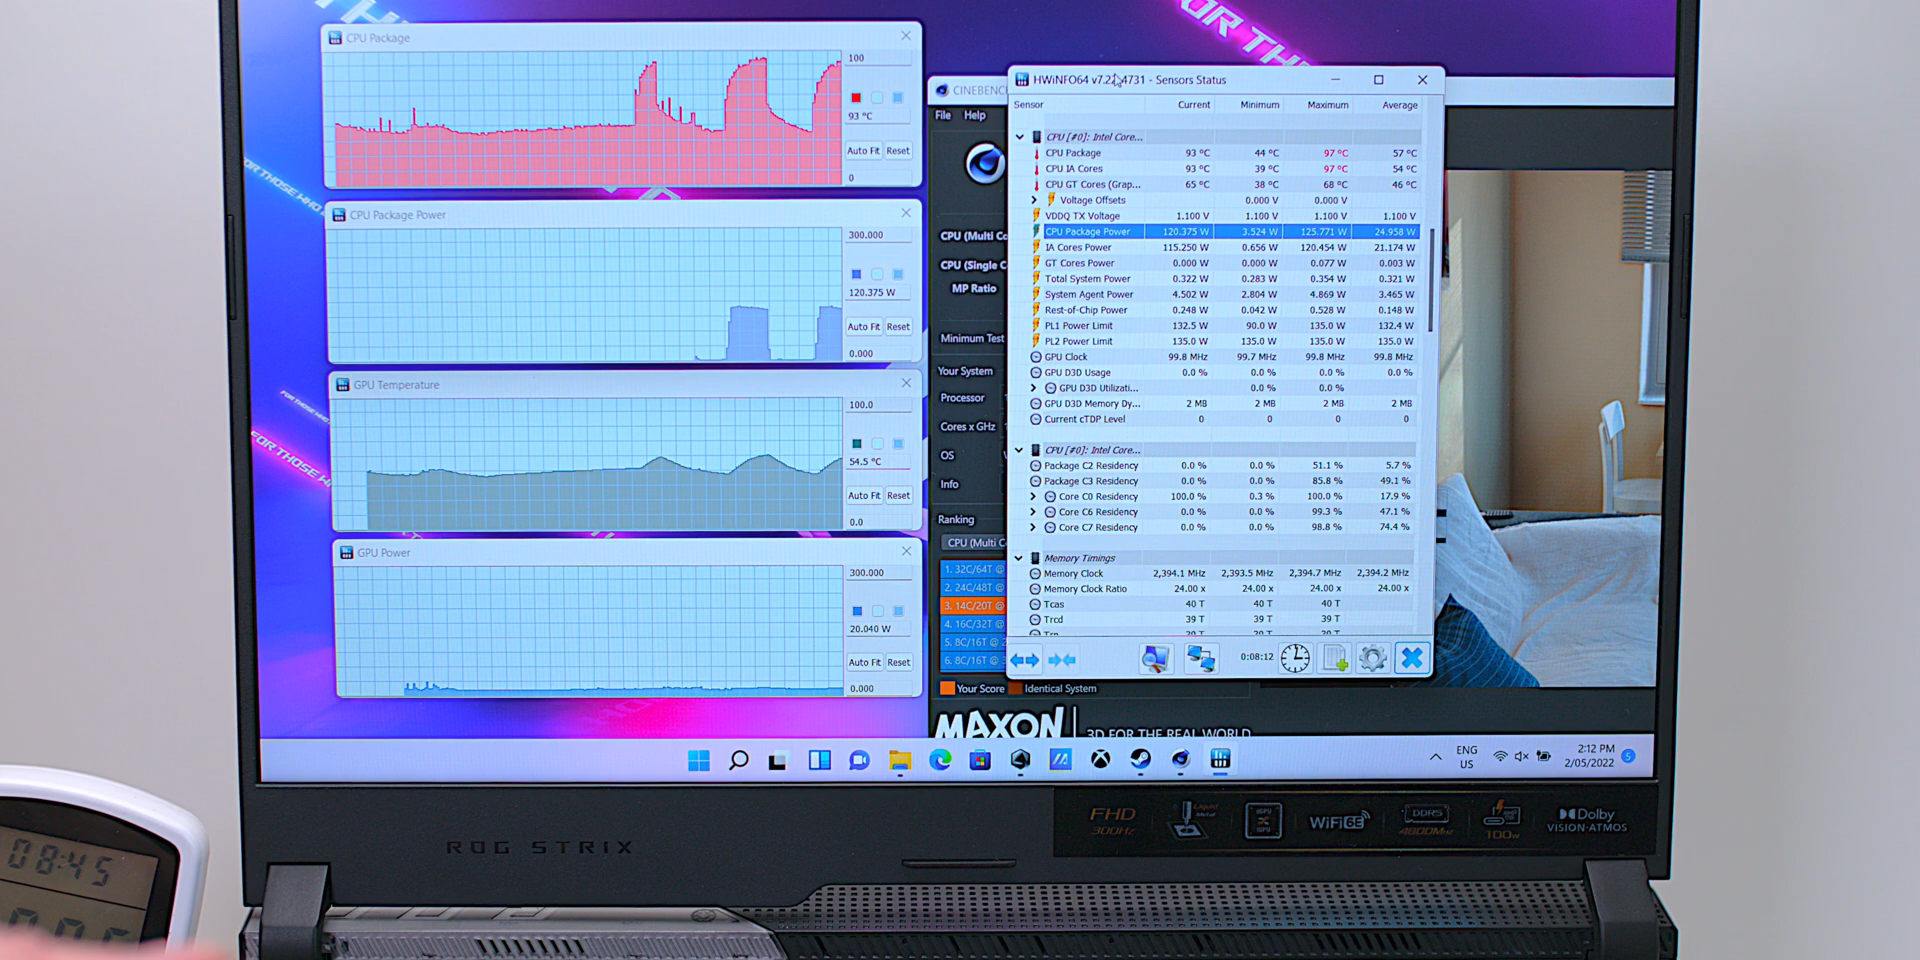 FOR THOSE WHO
OR TH
CPU Package
100
93 °C
Auto Fit Reset
0
CPU Package Power
300.000
120.375 W
Auto Fit Reset
0.000
GPU Temperature
100.0
54.5 °C
Auto Fit Reset
0.0
GPU Power
300.000
20.040 W
Auto Fit Reset
0.000
CINEBENC
File Help
CPU (Multi Co
CPU (Single C
MP Ratio
Minimum Test
Your System
Processor
Cores x GHz
OS
Info
Ranking
CPU (Multi C
1. 32C/64T @
2. 24C/48T @
3. 14C/20T @
4. 16C/32T @
5. 8C/16T @
6. 8C/16T @
Your Score Identical System
MAXON 3D FOR THE REAL WORLD
HWiNFO64 4731 - Sensors Status
Sensor Current Minimum Maximum Average
CPU [#0]: Intel Core...
CPU Package 93 °C 44 °C 97 °C 57 °C
CPU IA Cores 93 °C 39 °C 97 °C 54 °C
CPU GT Cores (Grap... 65 °C 38 °C 68 °C 46 °C
Voltage Offsets 0.000 V 0.000 V
VDDQ TX Voltage 1.100 V 1.100 V 1.100 V 1.100 V
CPU Package Power 120.375 W 3.524 W 125.771 W 24.958 W
IA Cores Power 115.250 W 0.656 W 120.454 W 21.174 W
GT Cores Power 0.000 W 0.000 W 0.077 W 0.003 W
Total System Power 0.322 W 0.283 W 0.354 W 0.321 W
System Agent Power 4.502 W 2.804 W 4.869 W 3.465 W
Rest-of-Chip Power 0.248 W 0.042 W 0.528 W 0.148 W
PL1 Power Limit 132.5 W 90.0 W 135.0 W 132.4 W
PL2 Power Limit 135.0 W 135.0 W 135.0 W 135.0 W
GPU Clock 99.8 MHz 99.7 MHz 99.8 MHz 99.8 MHz
GPU D3D Usage 0.0 % 0.0 % 0.0 % 0.0 %
GPU D3D Utilizati... 0.0 % 0.0 %
GPU D3D Memory Dy... 2 MB 2 MB 2 MB 2 MB
Current cTDP Level 0 0 0 0
CPU [#0]: Intel Core...
Package C2 Residency 0.0 % 0.0 % 51.1 % 5.7 %
Package C3 Residency 0.0 % 0.0 % 85.8 % 49.1 %
Core C0 Residency 100.0 % 0.3 % 100.0 % 17.9 %
Core C6 Residency 0.0 % 0.0 % 99.3 % 47.1 %
Core C7 Residency 0.0 % 0.0 % 98.8 % 74.4 %
Memory Timings
Memory Clock 2,394.1 MHz 2,393.5 MHz 2,394.7 MHz 2,394.2 MHz
Memory Clock Ratio 24.00 x 24.00 x 24.00 x 24.00 x
Tcas 40 T 40 T 40 T
Trcd 39 T 39 T 39 T
0:08:12
ENG
US
2:12 PM
2/05/2022
5
FHD
300Hz
Liquid
Metal
WiFi 6E
DDR5
4800MHz
100W
Dolby
VISION·ATMOS
ROG STRIX
08:45